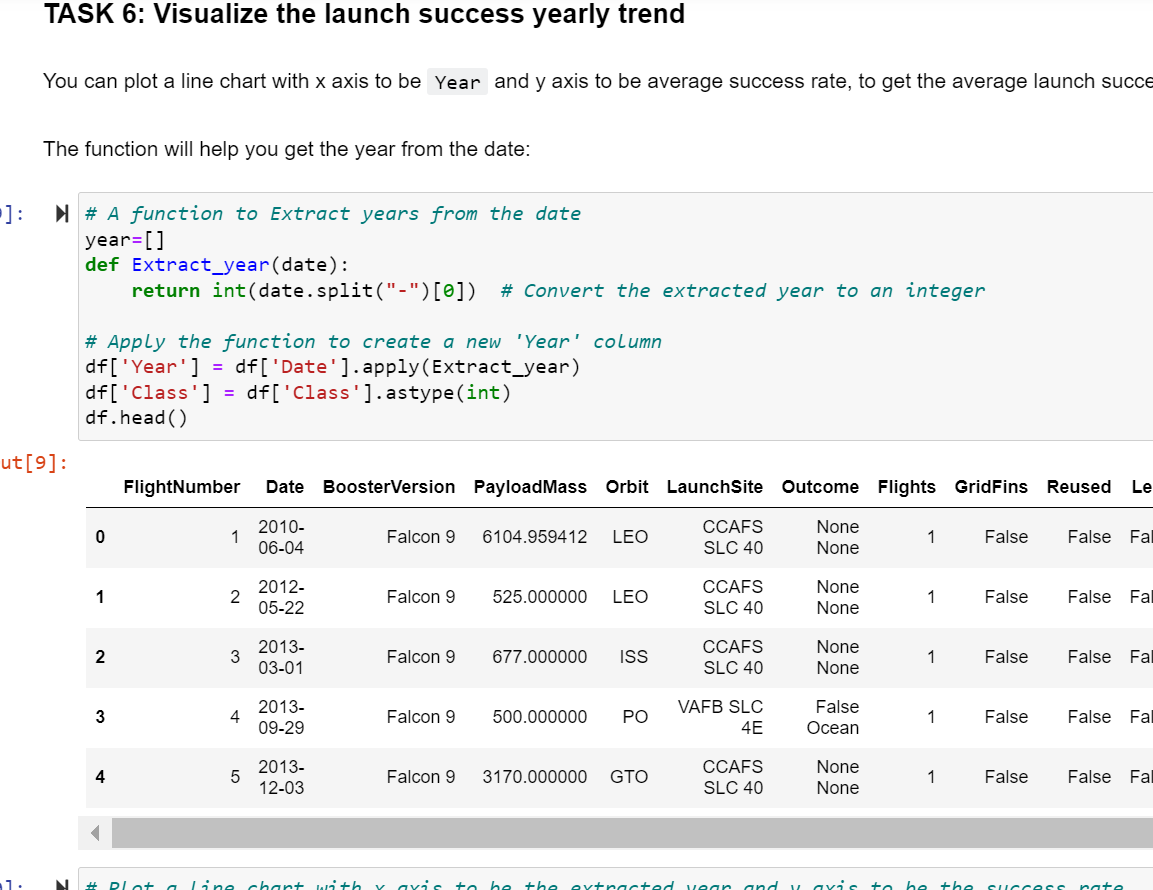 TASK 6: Visualize the launch success yearly trend
You can plot a line chart with x axis to be Year and y axis to be average success rate, to get the average launch succe
The function will help you get the year from the date:
]:
# A function to Extract years from the date
year=[]
def Extract_year(date):
    return int(date.split("-")[0])  # Convert the extracted year to an integer
# Apply the function to create a new 'Year' column
df['Year'] = df['Date'].apply(Extract_year)
df['Class'] = df['Class'].astype(int)
df.head()
ut[9]:
FlightNumber Date BoosterVersion PayloadMass Orbit LaunchSite Outcome Flights GridFins Reused Le
0 1 2010-06-04 Falcon 9 6104.959412 LEO CCAFS SLC 40 None None 1 False False Fal
1 2 2012-05-22 Falcon 9 525.000000 LEO CCAFS SLC 40 None None 1 False False Fal
2 3 2013-03-01 Falcon 9 677.000000 ISS CCAFS SLC 40 None None 1 False False Fal
3 4 2013-09-29 Falcon 9 500.000000 PO VAFB SLC 4E False Ocean 1 False False Fal
4 5 2013-12-03 Falcon 9 3170.000000 GTO CCAFS SLC 40 None None 1 False False Fal
]:
# Plot a line chart with x axis to be the extracted year and y axis to be the success rate